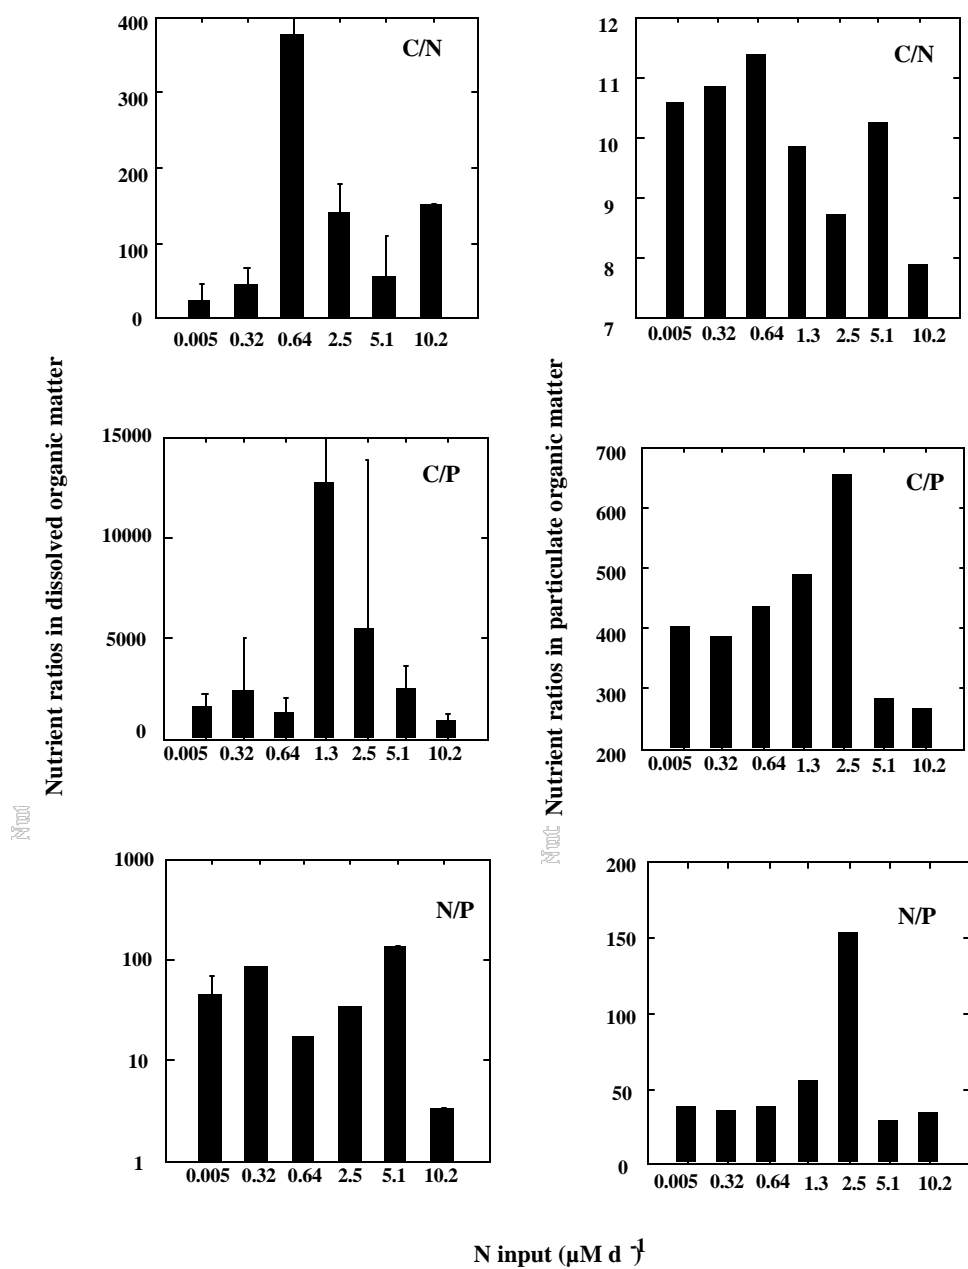 Nutrient ratios in dissolved organic matter
C/N
400
300
200
100
0
0.005 0.32 0.64 2.5 5.1 10.2
C/P
15000
10000
5000
0
0.005 0.32 0.64 1.3 2.5 5.1 10.2
N/P
1000
100
10
1
0.005 0.32 0.64 2.5 5.1 10.2
Nut
Nutrient ratios in particulate organic matter
C/N
12
11
10
9
8
7
0.005 0.32 0.64 1.3 2.5 5.1 10.2
C/P
700
600
500
400
300
200
0.005 0.32 0.64 1.3 2.5 5.1 10.2
N/P
200
150
100
50
0
0.005 0.32 0.64 1.3 2.5 5.1 10.2
Nut
N input (µM d⁻¹)